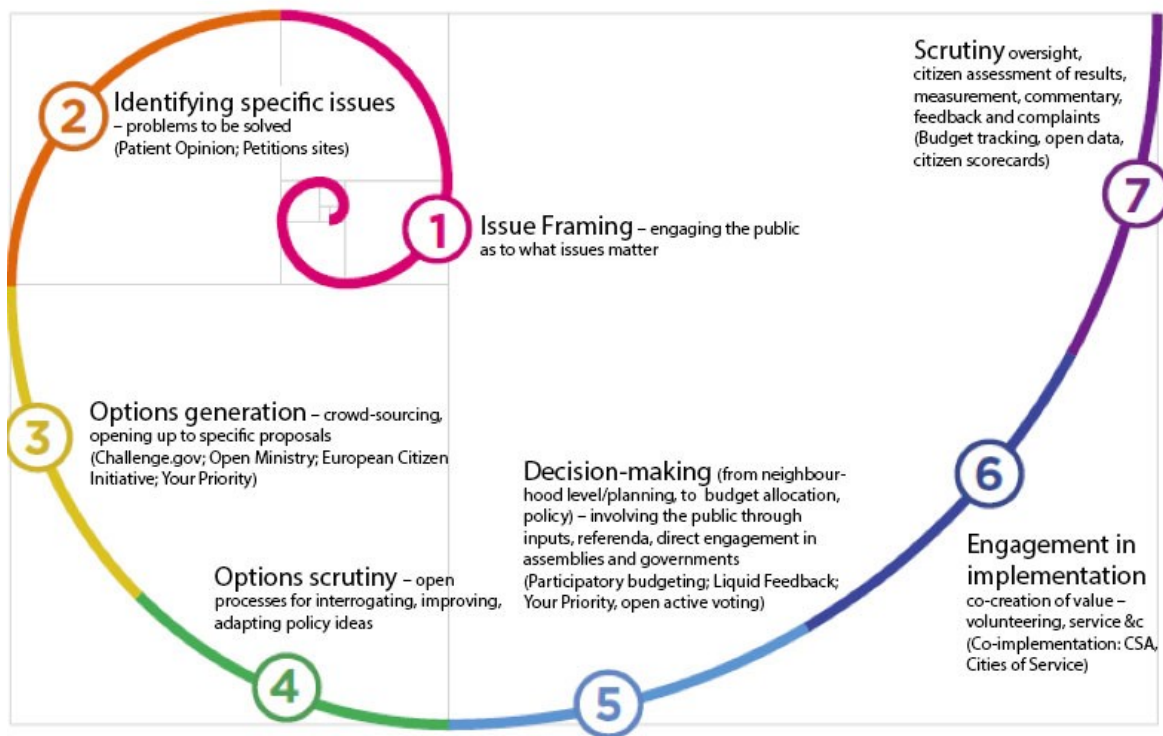 1
Issue Framing – engaging the public
as to what issues matter
2
Identifying specific issues
– problems to be solved
(Patient Opinion; Petitions sites)
3
Options generation – crowd-sourcing,
opening up to specific proposals
(Challenge.gov; Open Ministry; European Citizen
Initiative; Your Priority)
4
Options scrutiny – open
processes for interrogating, improving,
adapting policy ideas
5
Decision-making (from neighbour-
hood level/planning, to budget allocation,
policy) – involving the public through
inputs, referenda, direct engagement in
assemblies and governments
(Participatory budgeting; Liquid Feedback;
Your Priority, open active voting)
6
Engagement in
implementation
co-creation of value –
volunteering, service &c
(Co-implementation: CSA,
Cities of Service)
7
Scrutiny oversight,
citizen assessment of results,
measurement, commentary,
feedback and complaints
(Budget tracking, open data,
citizen scorecards)